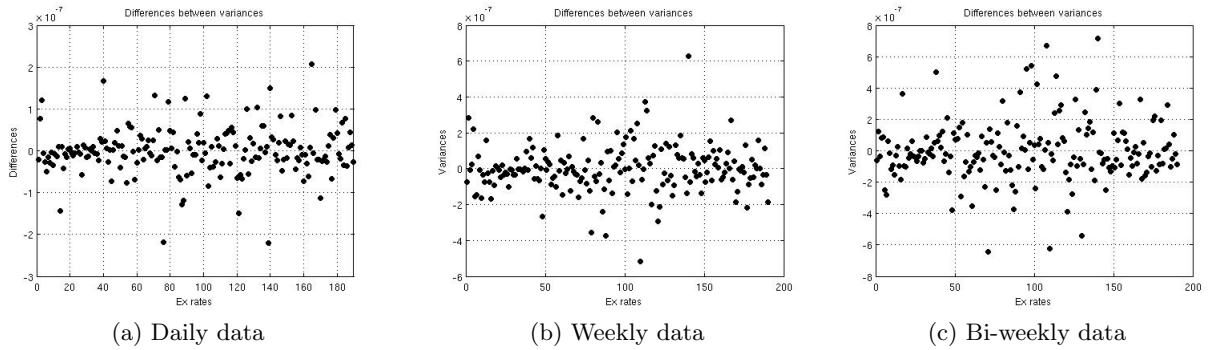 Differences between variances
× 10⁻⁷
3
2
1
0
−1
−2
−3
Differences
0 20 40 60 80 100 120 140 160 180
Ex rates
(a) Daily data
Differences between variances
× 10⁻⁷
8
6
4
2
0
−2
−4
−6
Variances
0 50 100 150 200
Ex rates
(b) Weekly data
Differences between variances
× 10⁻⁷
8
6
4
2
0
−2
−4
−6
−8
Variances
0 50 100 150 200
Ex rates
(c) Bi-weekly data